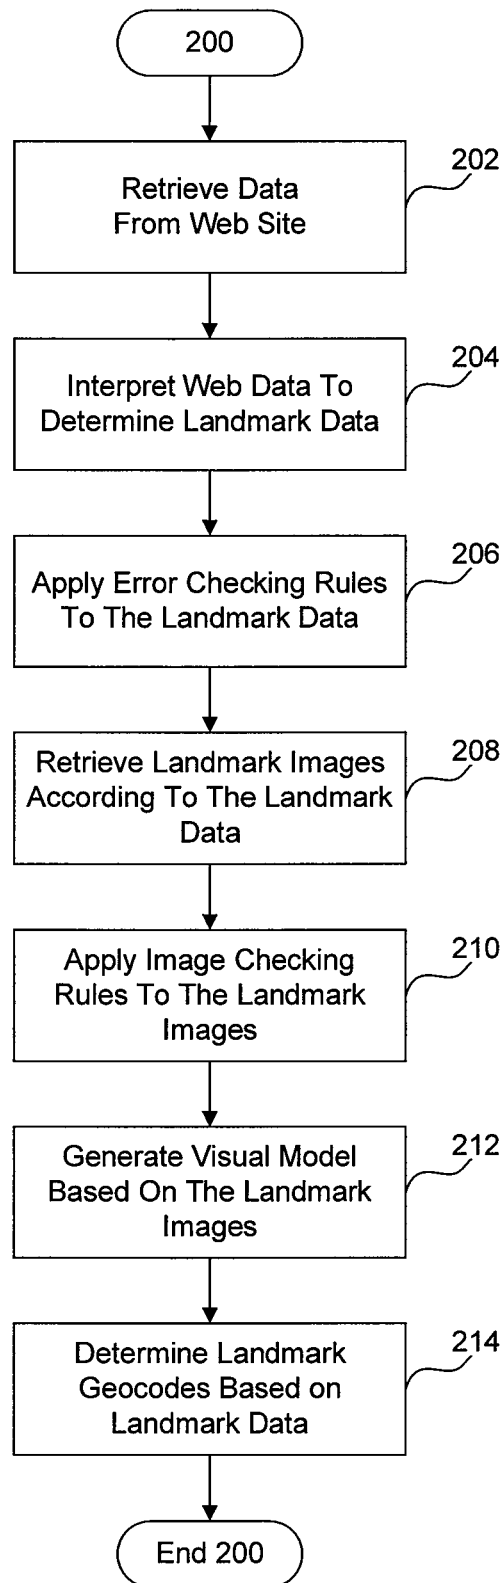 200
202
Retrieve Data
From Web Site
204
Interpret Web Data To
Determine Landmark Data
206
Apply Error Checking Rules
To The Landmark Data
208
Retrieve Landmark Images
According To The Landmark
Data
210
Apply Image Checking
Rules To The Landmark
Images
212
Generate Visual Model
Based On The Landmark
Images
214
Determine Landmark
Geocodes Based on
Landmark Data
End 200